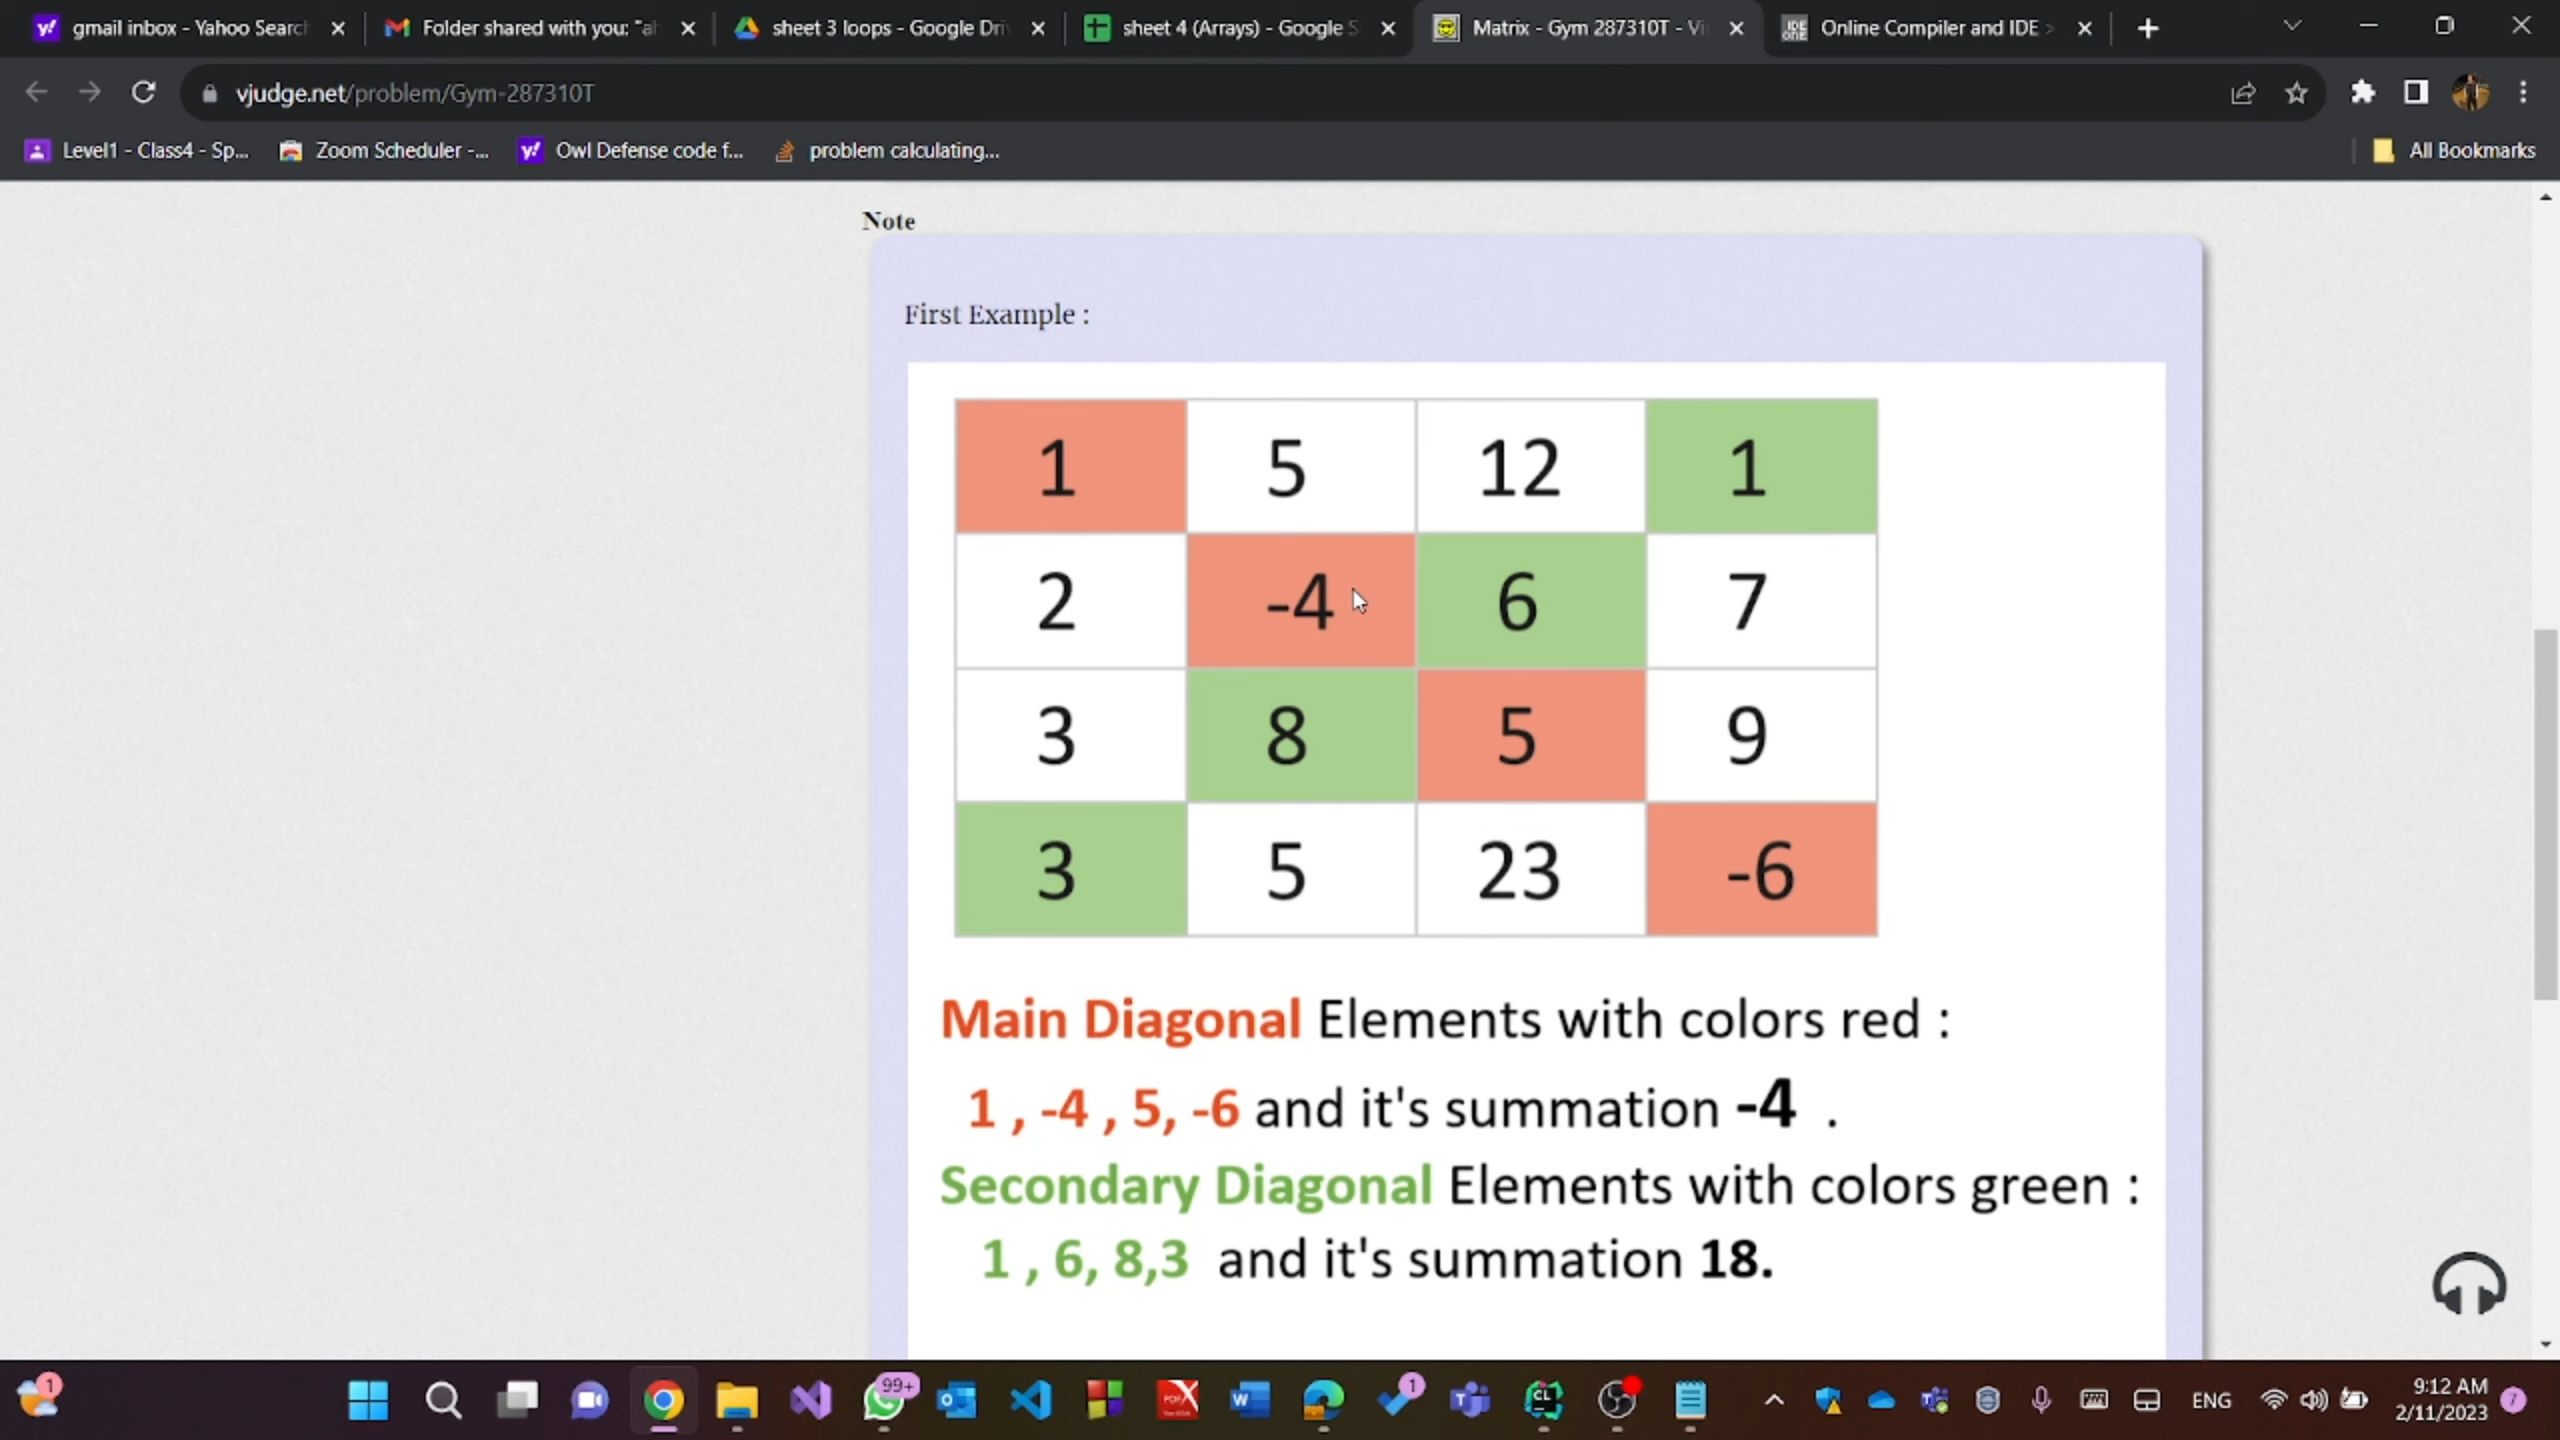 gmail inbox - Yahoo Search
Folder shared with you: "ah
sheet 3 loops - Google Dri
sheet 4 (Arrays) - Google S
Matrix - Gym 287310T - Vi
Online Compiler and IDE >
vjudge.net/problem/Gym-287310T
Level1 - Class4 - Sp...
Zoom Scheduler -...
Owl Defense code f...
problem calculating...
All Bookmarks
Note
First Example :
1 5 12 1
2 -4 6 7
3 8 5 9
3 5 23 -6
Main Diagonal Elements with colors red :
1 , -4 , 5, -6 and it's summation -4 .
Secondary Diagonal Elements with colors green :
1 , 6, 8,3 and it's summation 18.
1
99+
1
ENG
9:12 AM
2/11/2023
7